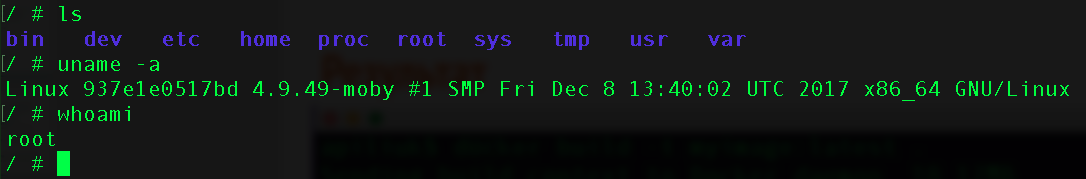 / # ls
bin dev etc home proc root sys tmp usr var
/ # uname -a
Linux 937e1e0517bd 4.9.49-moby #1 SMP Fri Dec 8 13:40:02 UTC 2017 x86_64 GNU/Linux
/ # whoami
root
/ #